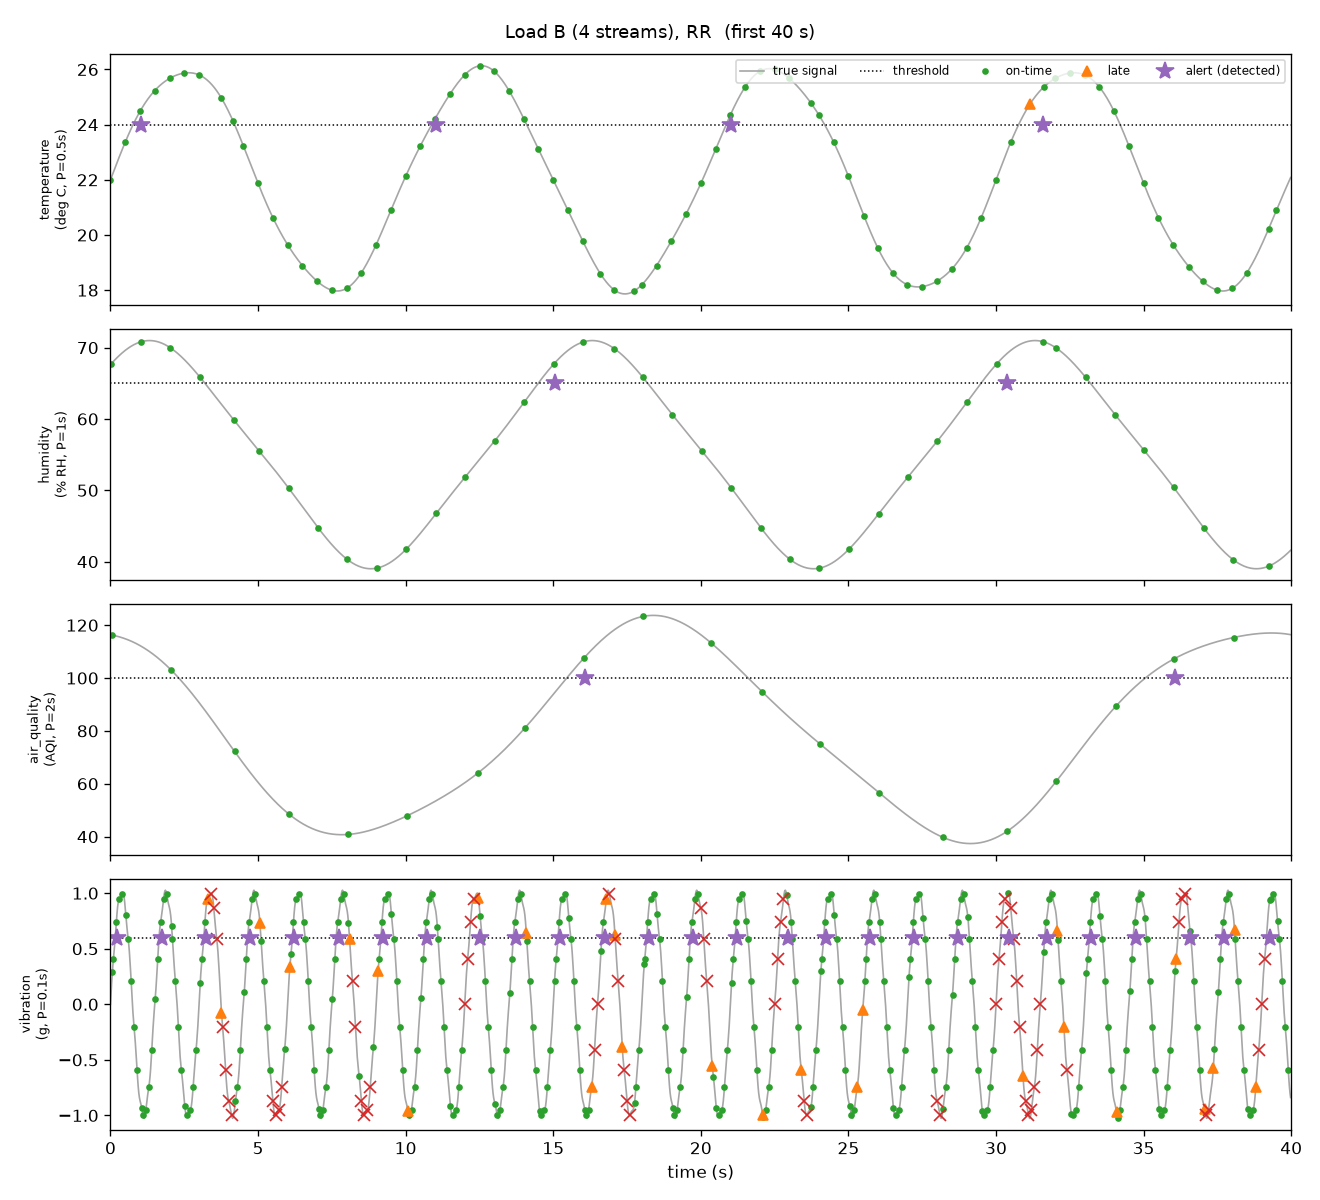 Load B (4 streams), RR  (first 40 s)
true signal threshold on-time late alert (detected)
26
24
22
20
18
temperature
(deg C, P=0.5s)
70
60
50
40
humidity
(% RH, P=1s)
120
100
80
60
40
air_quality
(AQI, P=2s)
1.0
0.5
0.0
−0.5
−1.0
vibration
(g, P=0.1s)
0 5 10 15 20 25 30 35 40
time (s)